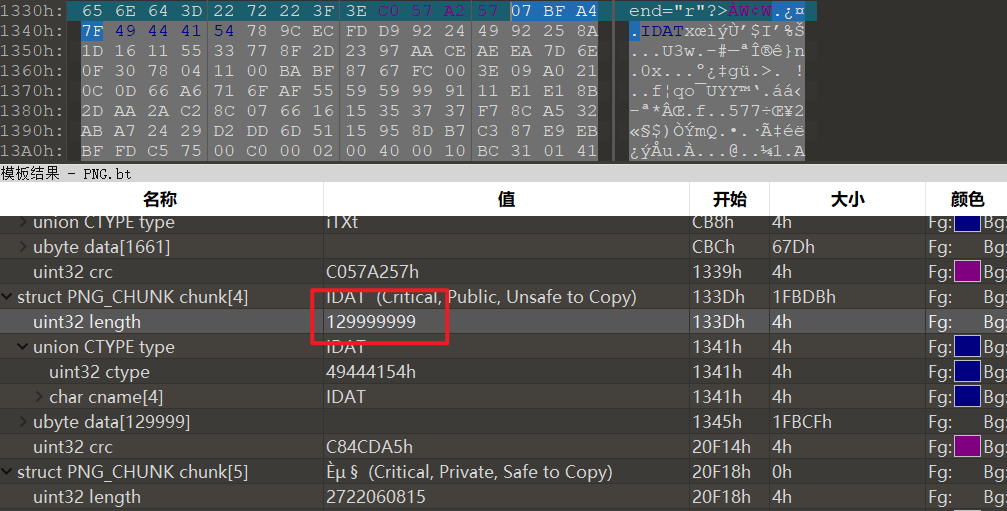 1330h: 65 6E 64 3D 22 72 22 3F 3E C0 57 A2 57 07 BF A4 end="r"?>ÀW¢W.¿¤
1340h: 7F 49 44 41 54 78 9C EC FD D9 92 24 49 92 25 8A .IDATxœìýÙ’$I’%Š
1350h: 1D 16 11 55 33 77 8F 2D 23 97 AA CE AE EA 7D 6E ...U3w.-#—ªÎ®ê}n
1360h: 0F 30 78 04 11 00 BA BF 87 67 FC 00 3E 09 A0 21 .0x...º¿‡gü.>. !
1370h: 0C 0D 66 A6 71 6F AF 55 59 59 99 91 11 E1 E1 8B ..f¦qo¯UYY™‘.áá‹
1380h: 2D AA 2A C2 8C 07 66 16 15 35 37 37 F7 8C A5 32 -ª*ÂŒ.f..577÷Œ¥2
1390h: AB A7 24 29 D2 DD 6D 51 15 95 8D B7 C3 87 E9 EB «§$)ÒÝmQ.•.·Ã‡éë
13A0h: BF FD C5 75 00 C0 00 02 00 40 00 10 BC 31 01 41 ¿ýÅu.À...@..¼1.A
模板结果 - PNG.bt
名称 值 开始 大小 颜色
union CTYPE type iTXt CB8h 4h Fg: Bg:
ubyte data[1661] CBCh 67Dh Fg: Bg:
uint32 crc C057A257h 1339h 4h Fg: Bg:
struct PNG_CHUNK chunk[4] IDAT (Critical, Public, Unsafe to Copy) 133Dh 1FBDBh Fg: Bg:
uint32 length 129999999 133Dh 4h Fg: Bg:
union CTYPE type IDAT 1341h 4h Fg: Bg:
uint32 ctype 49444154h 1341h 4h Fg: Bg:
char cname[4] IDAT 1341h 4h Fg: Bg:
ubyte data[129999] 1345h 1FBCFh Fg: Bg:
uint32 crc C84CDA5h 20F14h 4h Fg: Bg:
struct PNG_CHUNK chunk[5] Èµ§ (Critical, Private, Safe to Copy) 20F18h 0h Fg: Bg:
uint32 length 2722060815 20F18h 4h Fg: Bg: